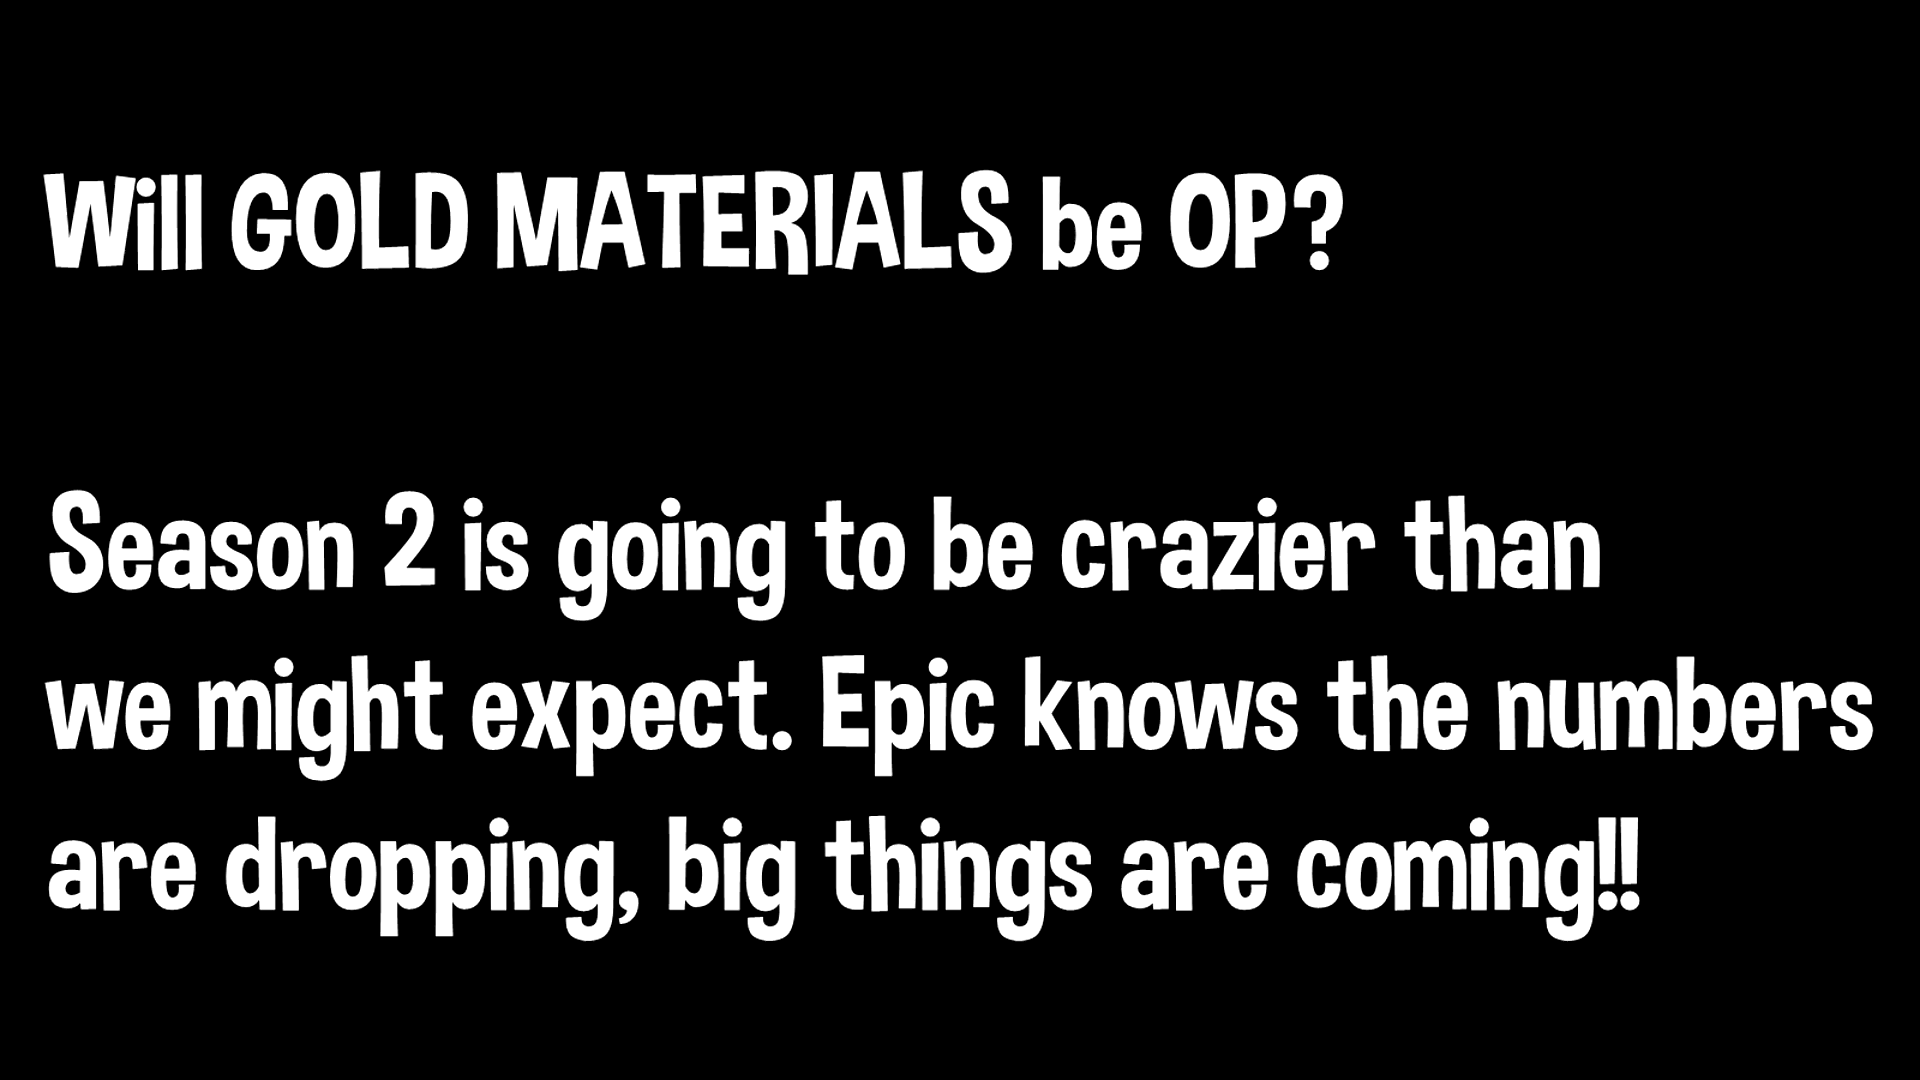 Will GOLD MATERIALS be OP?
Season 2 is going to be crazier than
we might expect. Epic knows the numbers
are dropping, big things are coming!!